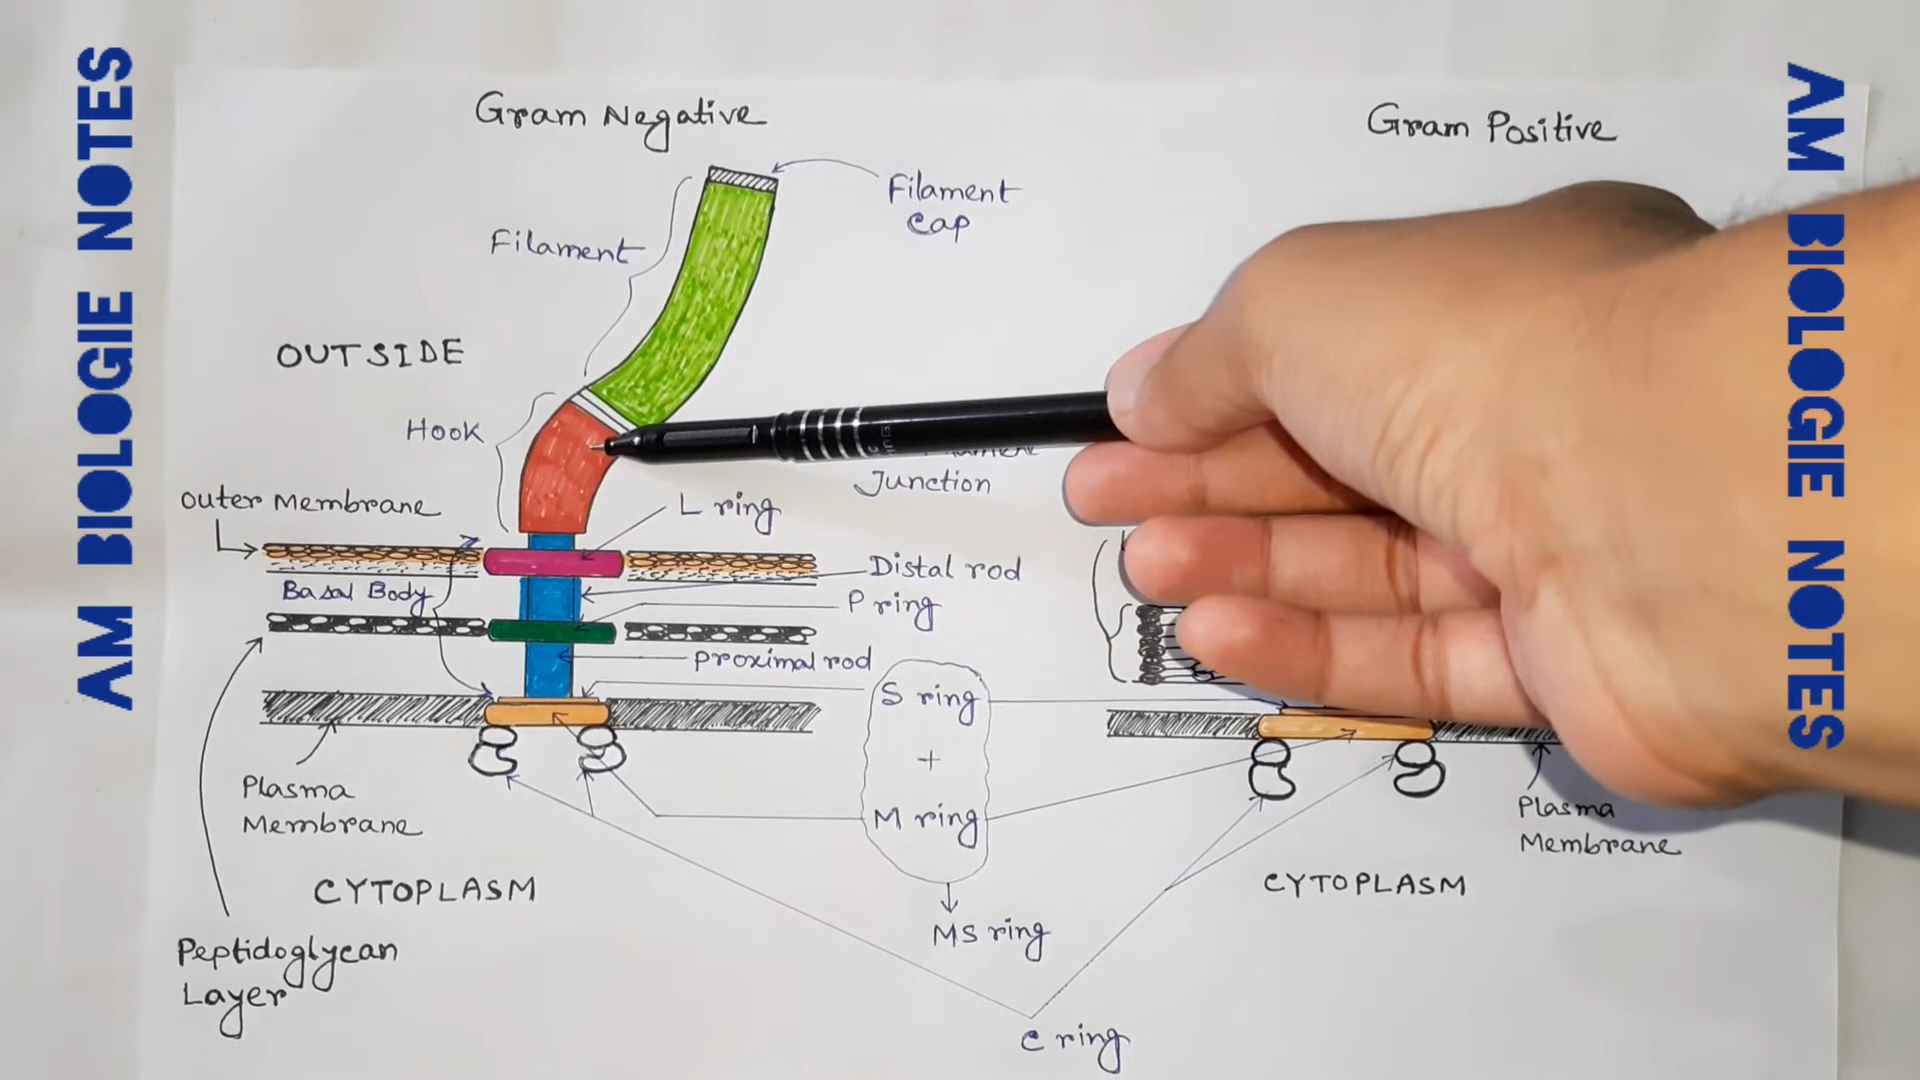 AM BIOLOGIE NOTES
Gram Negative
Gram Positive
Filament
Cap
Filament
OUTSIDE
Hook
Junction
Outer Membrane
L ring
Distal rod
Basal Body
P ring
Proximal rod
S ring
+
M ring
Plasma
Membrane
Plasma
Membrane
CYTOPLASM
CYTOPLASM
MS ring
Peptidoglycan
Layer
C ring
AM BIOLOGIE NOTES